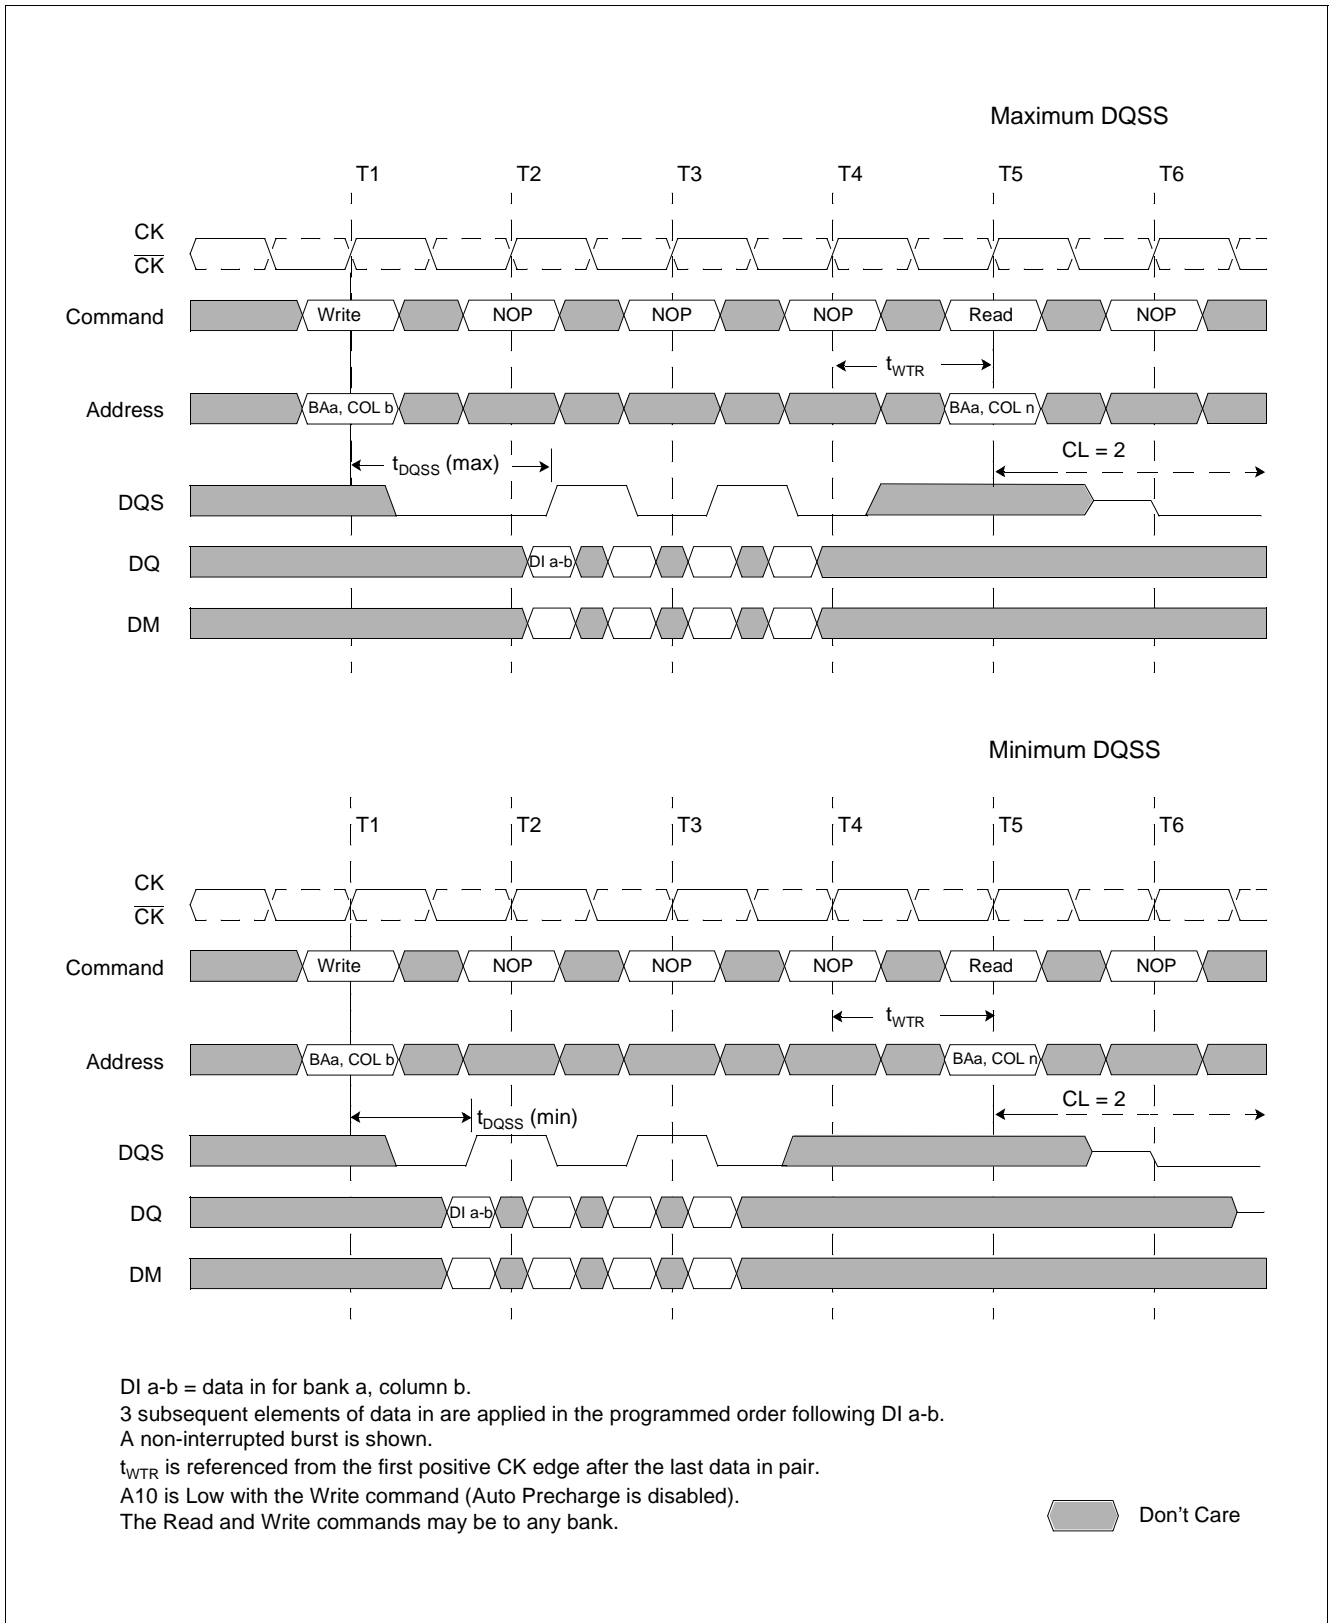 Maximum DQSS
T1 T2 T3 T4 T5 T6
CK
CK
Command Write NOP NOP NOP Read NOP
tWTR
Address BAa, COL b BAa, COL n
tDQSS (max) CL = 2
DQS
DQ DI a-b
DM
Minimum DQSS
T1 T2 T3 T4 T5 T6
CK
CK
Command Write NOP NOP NOP Read NOP
tWTR
Address BAa, COL b BAa, COL n
tDQSS (min) CL = 2
DQS
DQ DI a-b
DM
DI a-b = data in for bank a, column b.
3 subsequent elements of data in are applied in the programmed order following DI a-b.
A non-interrupted burst is shown.
tWTR is referenced from the first positive CK edge after the last data in pair.
A10 is Low with the Write command (Auto Precharge is disabled).
The Read and Write commands may be to any bank.
Don't Care